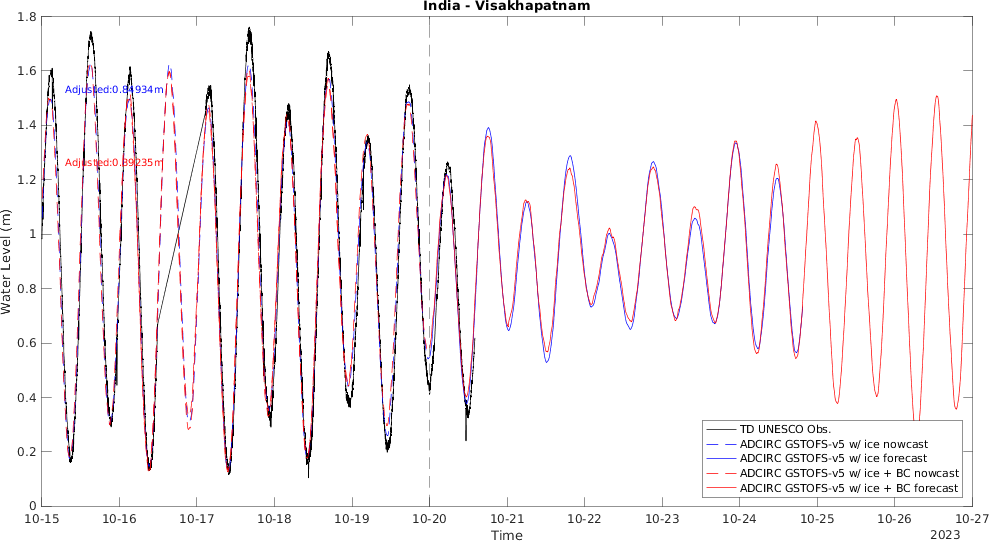 India - Visakhapatnam
1.8
1.6
1.4
1.2
1
0.8
0.6
0.4
0.2
0
Water Level (m)
Adjusted:0.84934m
Adjusted:0.89235m
TD UNESCO Obs.
ADCIRC GSTOFS-v5 w/ ice nowcast
ADCIRC GSTOFS-v5 w/ ice forecast
ADCIRC GSTOFS-v5 w/ ice + BC nowcast
ADCIRC GSTOFS-v5 w/ ice + BC forecast
10-15 10-16 10-17 10-18 10-19 10-20 10-21 10-22 10-23 10-24 10-25 10-26 10-27
Time
2023